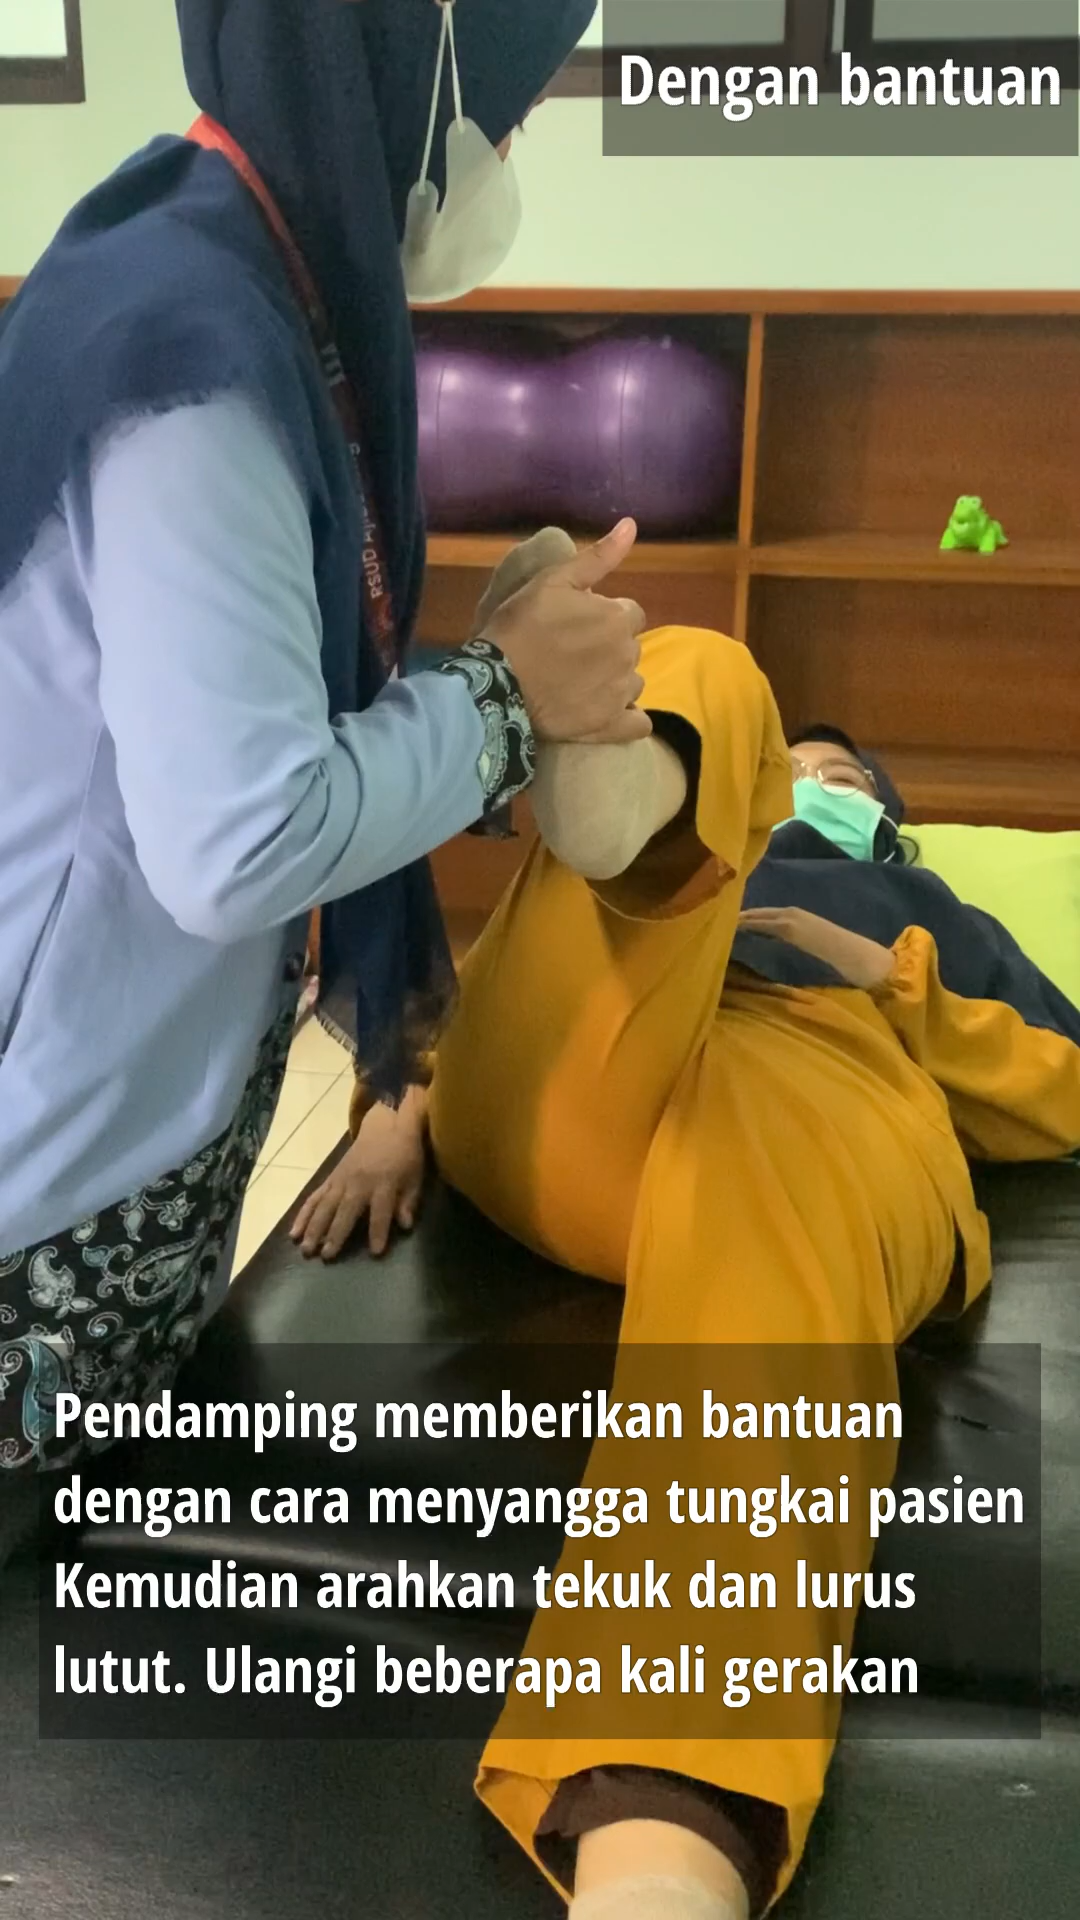 Dengan bantuan
RSUD
Pendamping memberikan bantuan
dengan cara menyangga tungkai pasien
Kemudian arahkan tekuk dan lurus
lutut. Ulangi beberapa kali gerakan